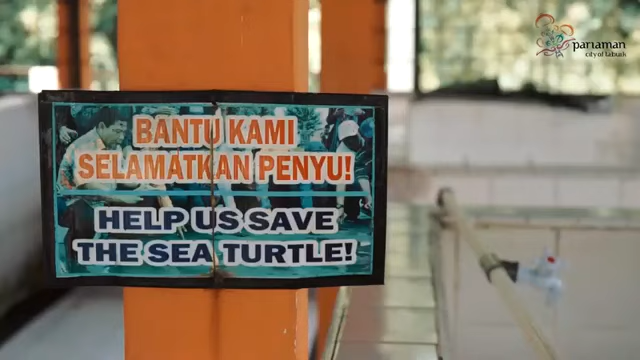 pariaman
city of tabuik
BANTU KAMI
SELAMATKAN PENYU!
HELP US SAVE
THE SEA TURTLE!